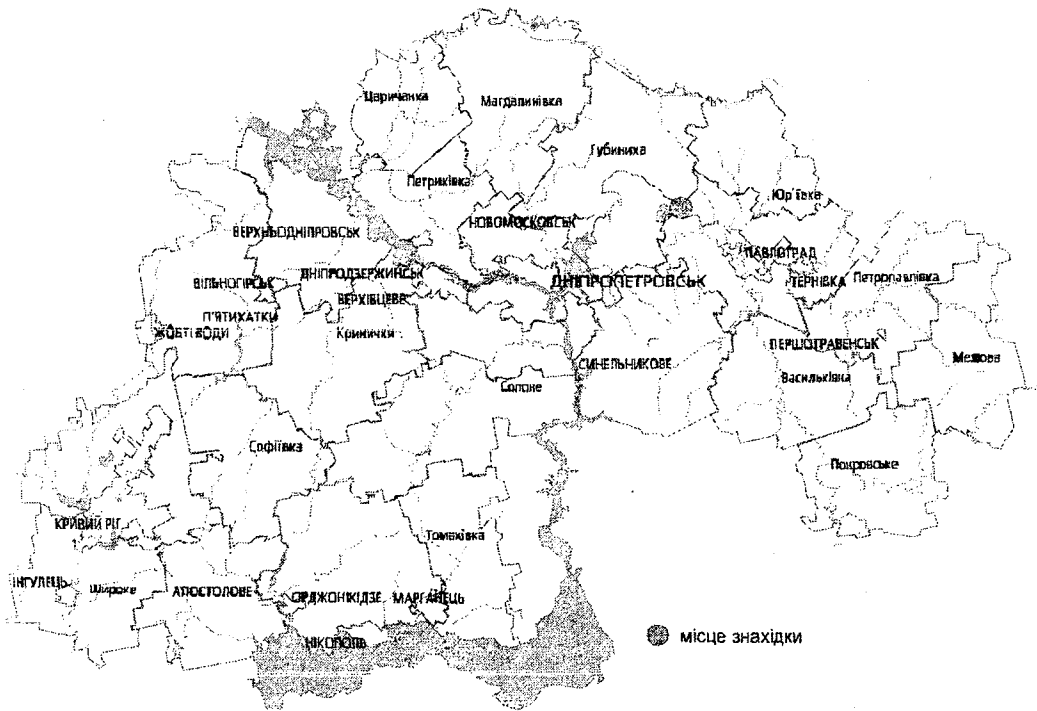 Царичанка
Магдалинівка
Губиниха
Петриківка
Юр'ївка
НОВОМОСКОВСЬК
ВЕРХНЬОДНІПРОВСЬК
ПАВЛОГРАД
ДНІПРОДЗЕРЖИНСЬК
ДНІПРОПЕТРОВСЬК
ТЕРНІВКА
Петропавлівка
ВІЛЬНОГІРСЬК
ВЕРХІВЦЕВЕ
П'ЯТИХАТКИ
ЖОВТІ ВОДИ
Кринички
ПЕРШОТРАВЕНСЬК
Межова
СИНЕЛЬНИКОВЕ
Васильківка
Солоне
Софіївка
Покровське
КРИВИЙ РІГ
Томаківка
ІНГУЛЕЦЬ
Широке
АПОСТОЛОВЕ
ОРДЖОНІКІДЗЕ
МАРГАНЕЦЬ
НІКОПОЛЬ
місце знахідки